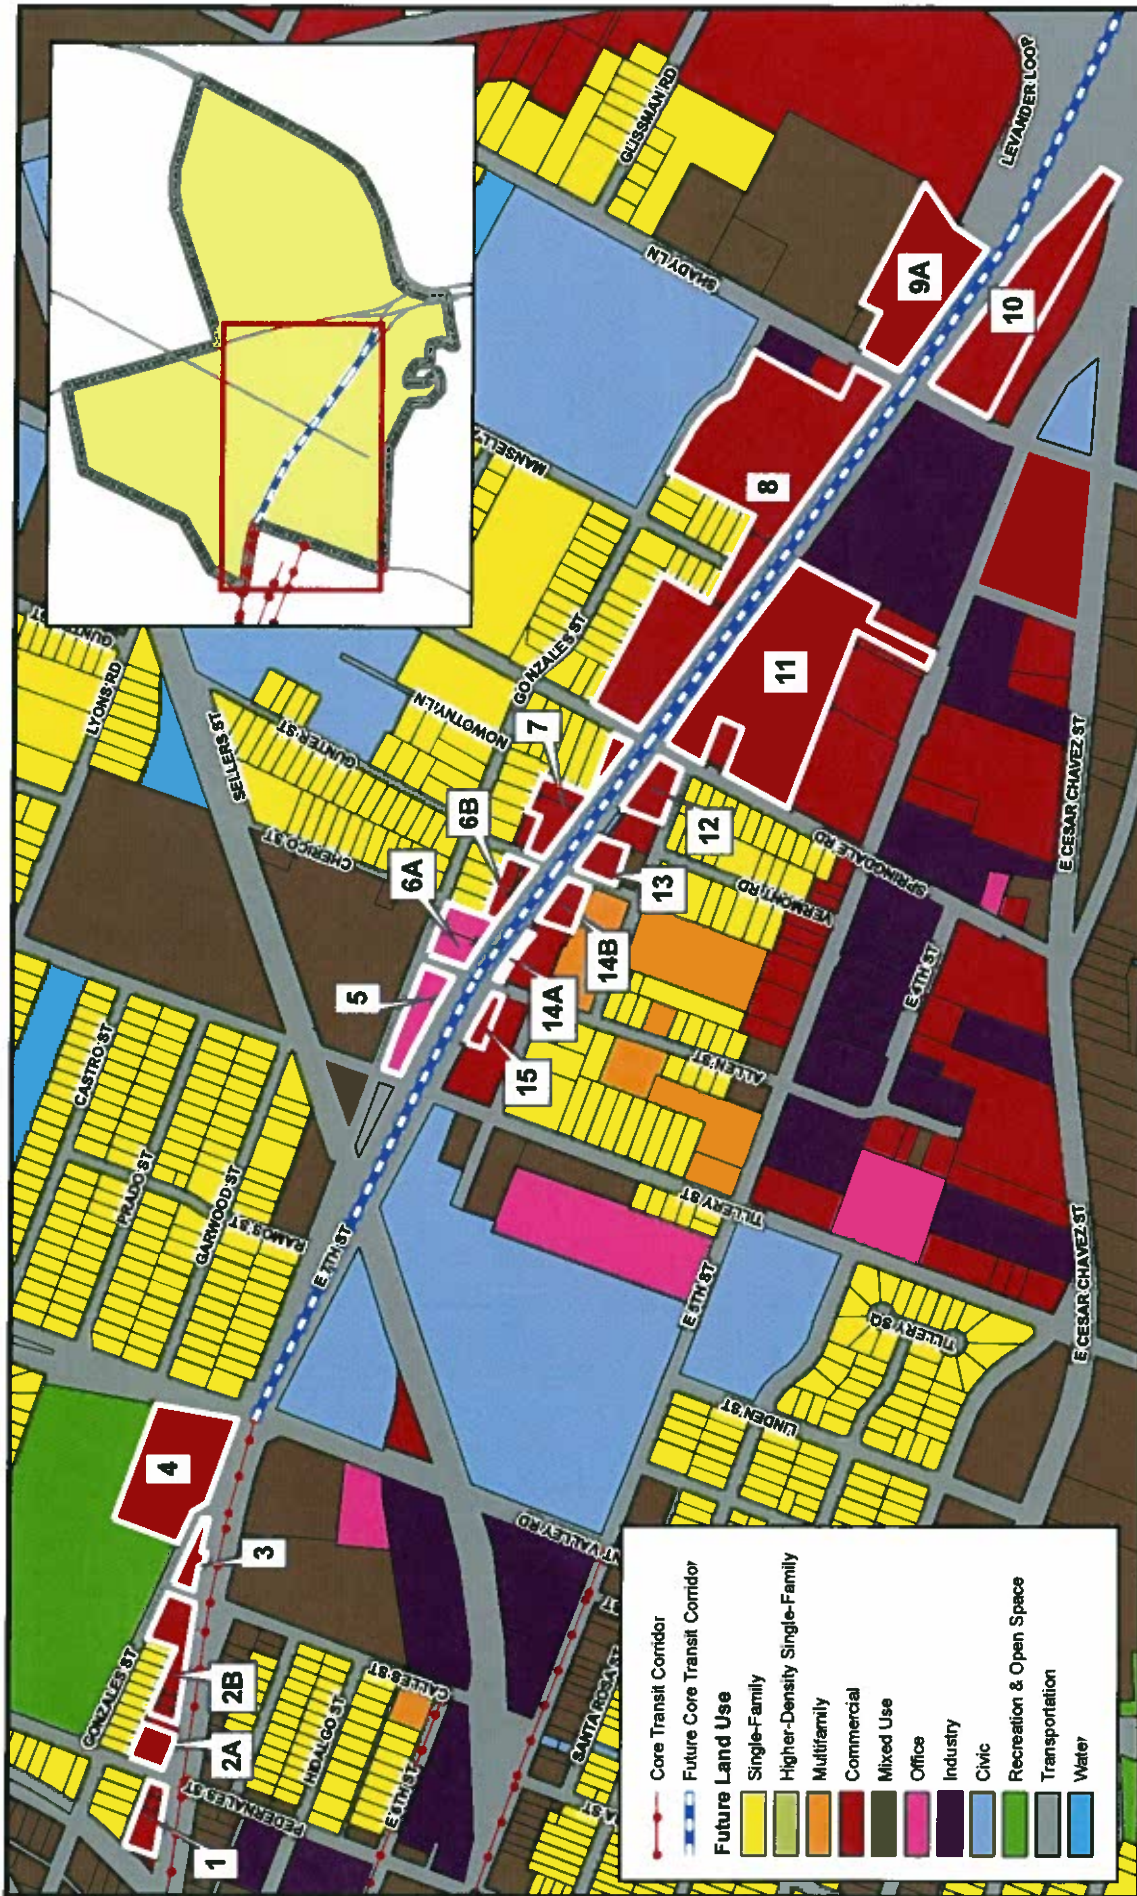 GUNTER ST
LYONS RD
SELLERS ST
GUNTER ST
CHERICO ST
NOWOTNY LN
GONZALES ST
MANSELL
SHADY LN
GLISSMAN RD
LEVANDER LOOP
CASTRO ST
PRADO ST
GARWOOD ST
RAMOS ST
E 7TH ST
GONZALES ST
PEDERNALES ST
HIDALGO ST
CALLES ST
E 6TH ST
SANTA ROSA ST
NT VALLEY RD
E 5TH ST
TILLERY ST
LINDEN ST
TILLERY SQ
ALLEN ST
VERMONT RD
SPRINGDALE RD
E 4TH ST
E CESAR CHAVEZ ST
E CESAR CHAVEZ ST
1
2A
2B
3
4
5
6A
6B
7
8
9A
10
11
12
13
14A
14B
15
Core Transit Corridor
Future Core Transit Corridor
Future Land Use
Single-Family
Higher-Density Single-Family
Multifamily
Commercial
Mixed Use
Office
Industry
Civic
Recreation & Open Space
Transportation
Water